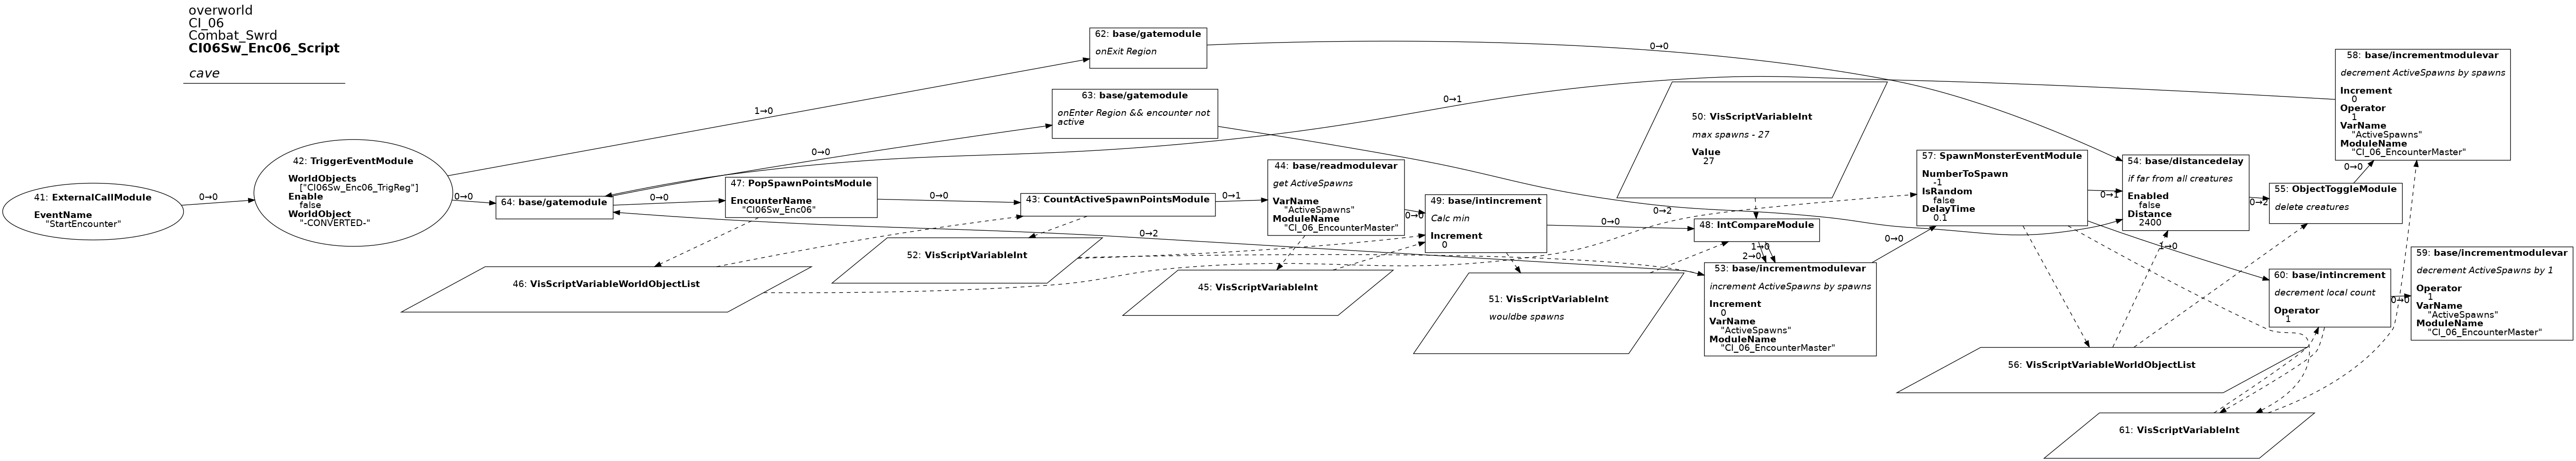 overworld
CI_06
Combat_Swrd
CI06Sw_Enc06_Script
cave
41: ExternalCallModule
EventName
"StartEncounter"
0→0
42: TriggerEventModule
WorldObjects
["CI06Sw_Enc06_TrigReg"]
Enable
false
WorldObject
"-CONVERTED-"
1→0
0→0
62: base/gatemodule
onExit Region
0→0
63: base/gatemodule
onEnter Region && encounter not
active
0→0
0→1
64: base/gatemodule
0→0
47: PopSpawnPointsModule
EncounterName
"CI06Sw_Enc06"
0→0
43: CountActiveSpawnPointsModule
0→1
44: base/readmodulevar
get ActiveSpawns
VarName
"ActiveSpawns"
ModuleName
"CI_06_EncounterMaster"
0→0
49: base/intincrement
Calc min
Increment
0
0→0
0→2
0→2
46: VisScriptVariableWorldObjectList
52: VisScriptVariableInt
45: VisScriptVariableInt
51: VisScriptVariableInt
wouldbe spawns
50: VisScriptVariableInt
max spawns - 27
Value
27
48: IntCompareModule
1→0
2→0
53: base/incrementmodulevar
increment ActiveSpawns by spawns
Increment
0
VarName
"ActiveSpawns"
ModuleName
"CI_06_EncounterMaster"
0→0
57: SpawnMonsterEventModule
NumberToSpawn
-1
IsRandom
false
DelayTime
0.1
0→1
1→0
54: base/distancedelay
if far from all creatures
Enabled
false
Distance
2400
0→2
55: ObjectToggleModule
delete creatures
0→0
58: base/incrementmodulevar
decrement ActiveSpawns by spawns
Increment
0
Operator
1
VarName
"ActiveSpawns"
ModuleName
"CI_06_EncounterMaster"
60: base/intincrement
decrement local count
Operator
1
0→0
59: base/incrementmodulevar
decrement ActiveSpawns by 1
Operator
1
VarName
"ActiveSpawns"
ModuleName
"CI_06_EncounterMaster"
56: VisScriptVariableWorldObjectList
61: VisScriptVariableInt